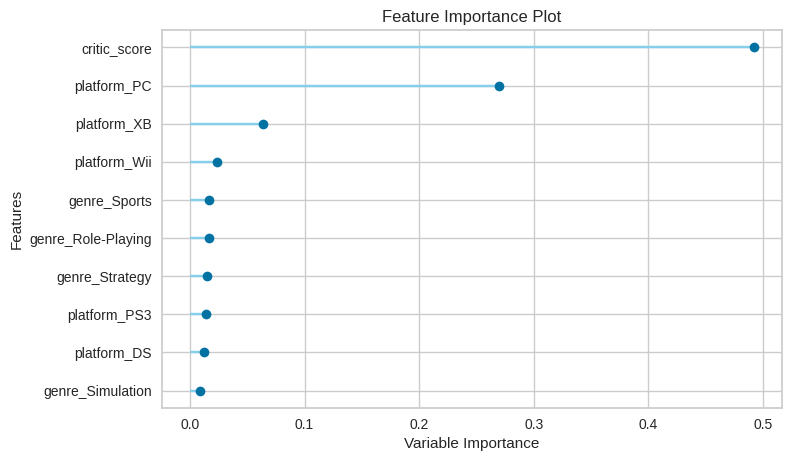 Feature Importance Plot
critic_score
platform_PC
platform_XB
platform_Wii
genre_Sports
genre_Role-Playing
genre_Strategy
platform_PS3
platform_DS
genre_Simulation
Features
0.0 0.1 0.2 0.3 0.4 0.5
Variable Importance